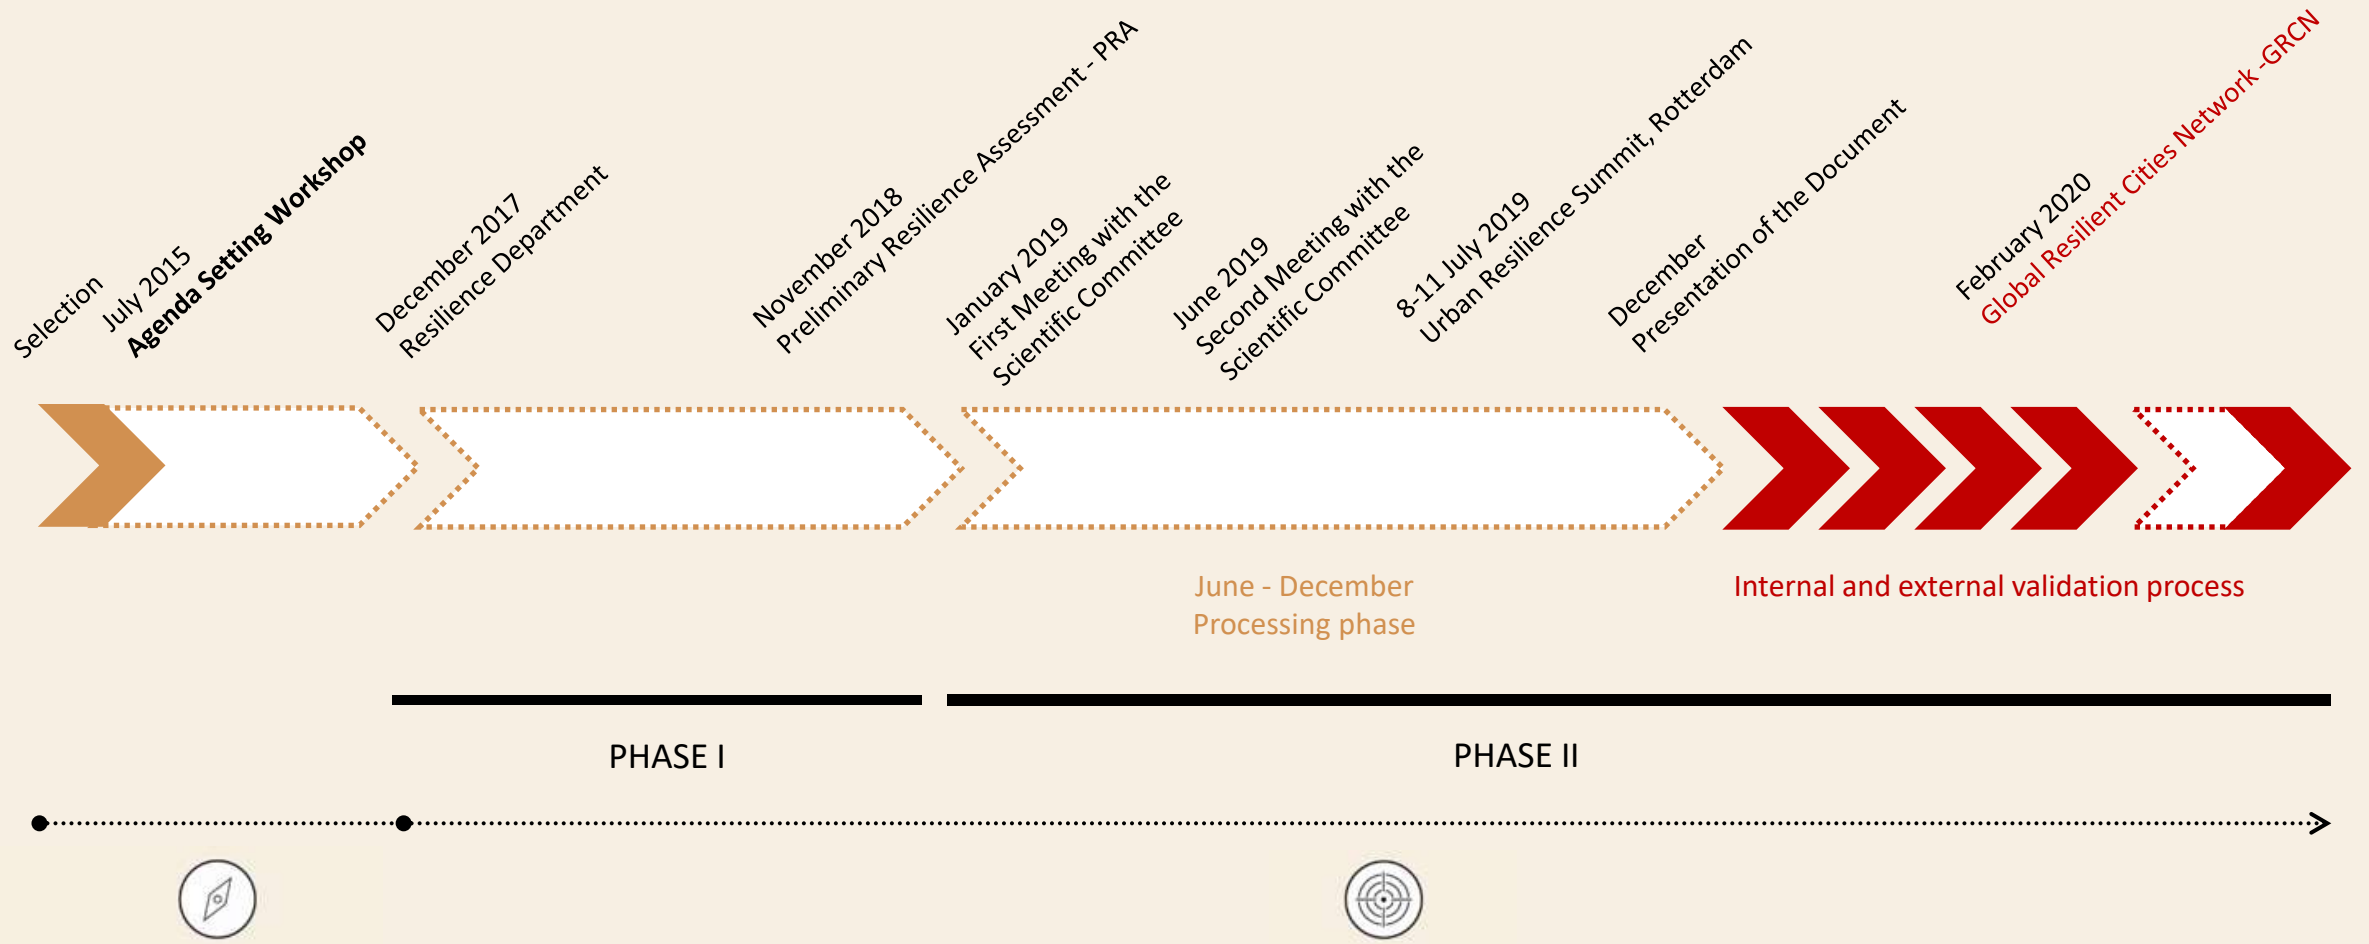 Selection
July 2015
Agenda Setting Workshop
December 2017
Resilience Department
November 2018
Preliminary Resilience Assessment - PRA
January 2019
First Meeting with the
Scientific Committee
June 2019
Second Meeting with the
Scientific Committee
8-11 July 2019
Urban Resilience Summit, Rotterdam
December
Presentation of the Document
February 2020
Global Resilient Cities Network -GRCN
June - December
Processing phase
Internal and external validation process
PHASE I
PHASE II